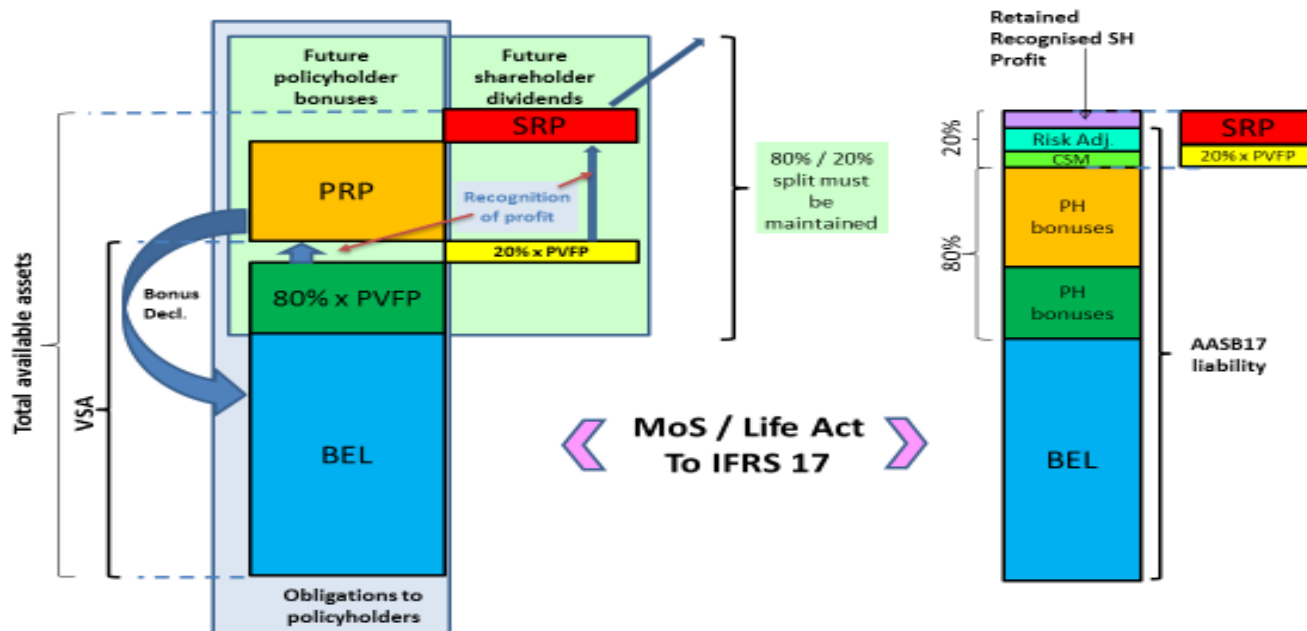 Future
policyholder
bonuses
Future
shareholder
dividends
SRP
PRP
Recognition
of profit
20% x PVFP
80% x PVFP
Bonus
Decl.
BEL
Total available assets
VSA
Obligations to
policyholders
80% / 20%
split must
be
maintained
MoS / Life Act
To IFRS 17
Retained
Recognised SH
Profit
20%
Risk Adj.
CSM
SRP
20% x PVFP
80%
PH
bonuses
PH
bonuses
BEL
AASB17
liability